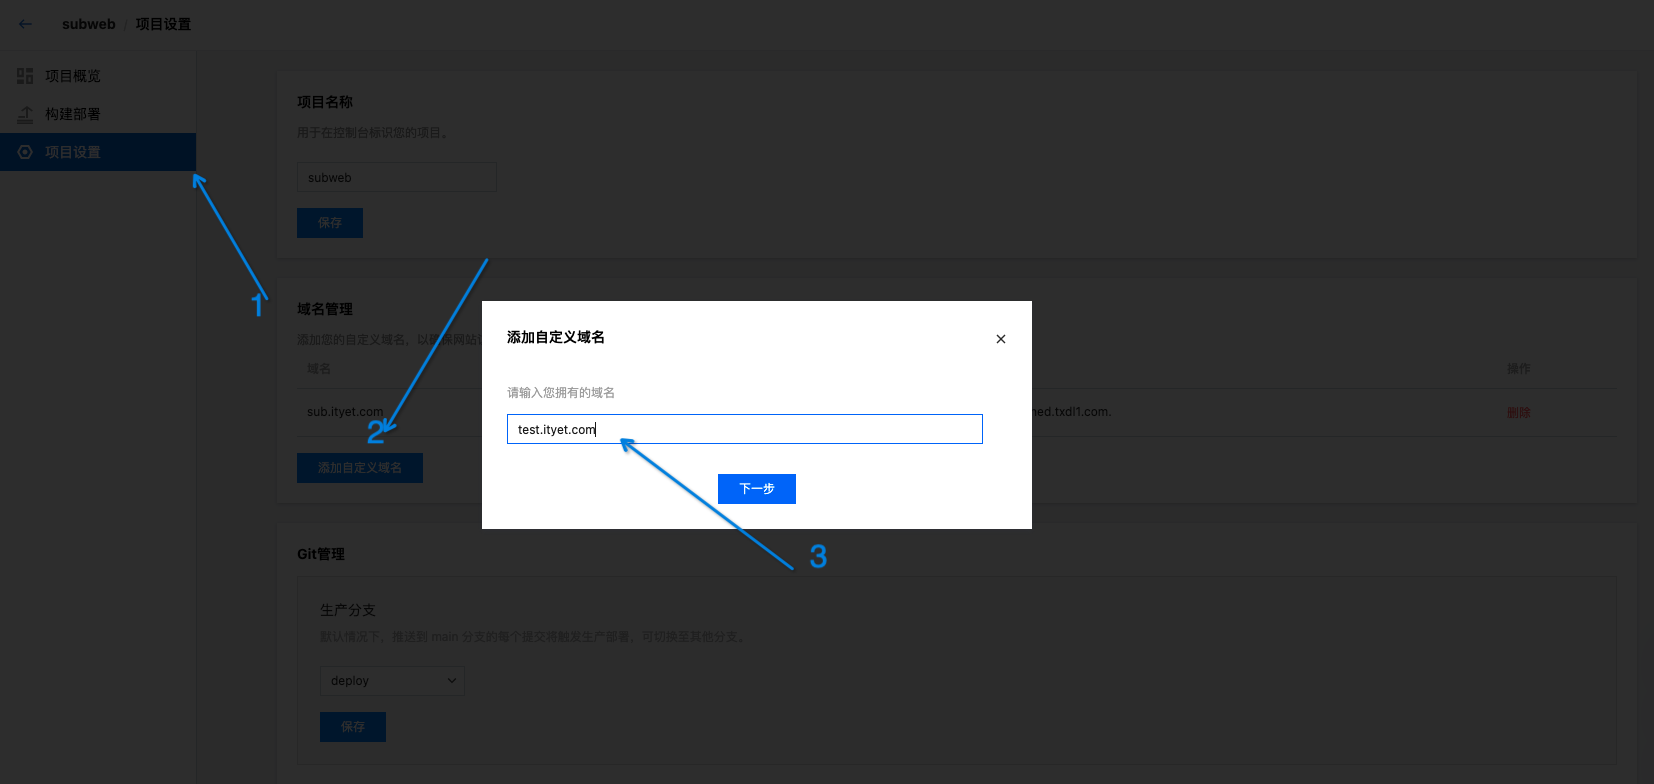 subweb / 项目设置
项目概览
构建部署
项目设置
项目名称
用于在控制台标识您的项目。
subweb
保存
1
域名管理
添加您的自定义域名，以确保网站
域名
操作
sub.ityet.com
ned.txdl1.com.
删除
2
添加自定义域名
添加自定义域名
请输入您拥有的域名
test.ityet.com
下一步
3
Git管理
生产分支
默认情况下，推送到 main 分支的每个提交将触发生产部署，可切换至其他分支。
deploy
保存